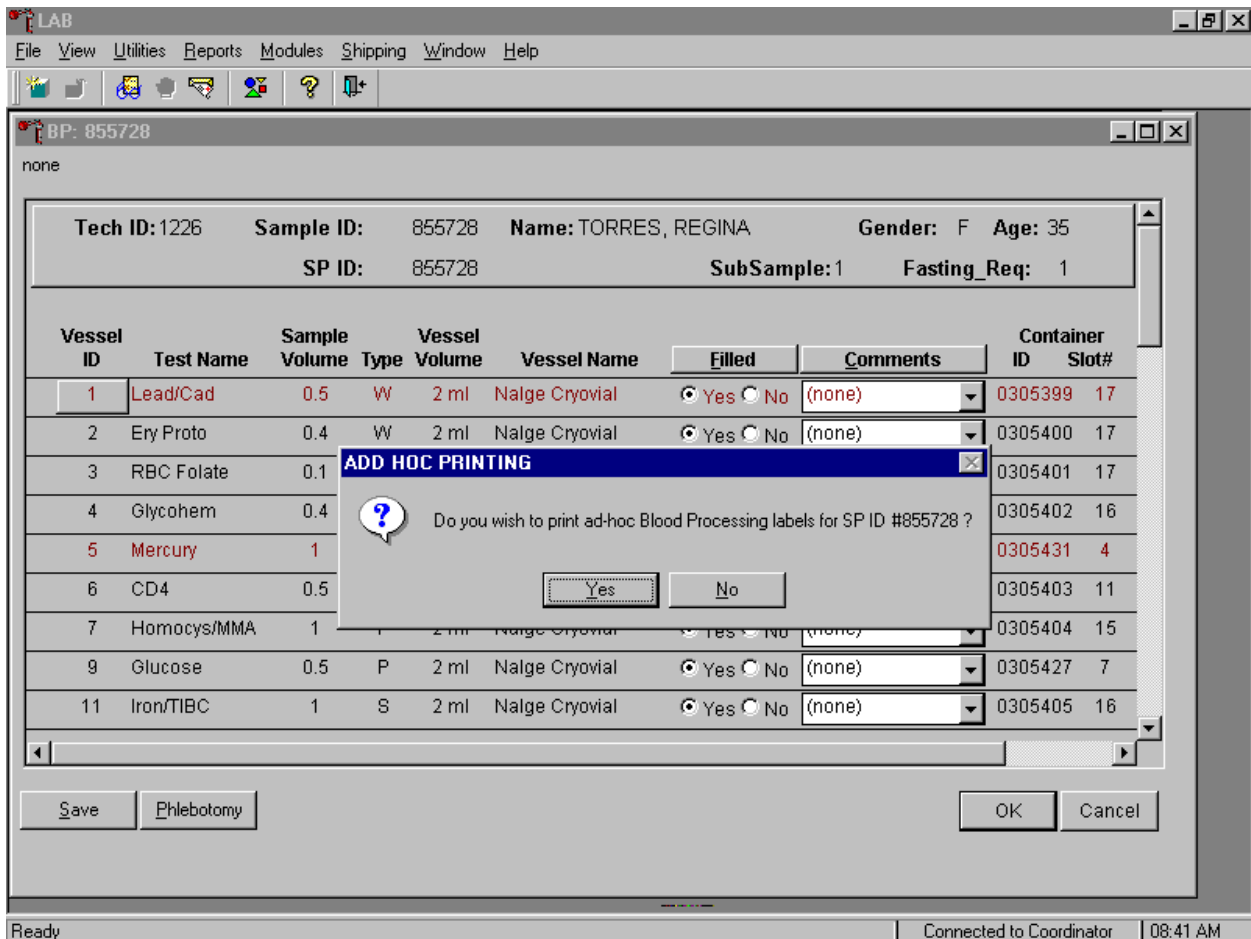 LAB
File View Utilities Reports Modules Shipping Window Help
BP: 855728
none
Tech ID: 1226 Sample ID: 855728 Name: TORRES, REGINA Gender: F Age: 35
SP ID: 855728 SubSample: 1 Fasting_Req: 1
Vessel Sample Vessel Container
ID Test Name Volume Type Volume Vessel Name Filled Comments ID Slot#
1 Lead/Cad 0.5 W 2 ml Nalge Cryovial Yes No (none) 0305399 17
2 Ery Proto 0.4 W 2 ml Nalge Cryovial Yes No (none) 0305400 17
ADD HOC PRINTING
3 RBC Folate 0.1 0305401 17
4 Glycohem 0.4 0305402 16
Do you wish to print ad-hoc Blood Processing labels for SP ID #855728 ?
5 Mercury 1 0305431 4
6 CD4 0.5 0305403 11
Yes No
7 Homocys/MMA 1 2 ml Nalge Cryovial Yes No (none) 0305404 15
9 Glucose 0.5 P 2 ml Nalge Cryovial Yes No (none) 0305427 7
11 Iron/TIBC 1 S 2 ml Nalge Cryovial Yes No (none) 0305405 16
Save Phlebotomy OK Cancel
Ready Connected to Coordinator 08:41 AM